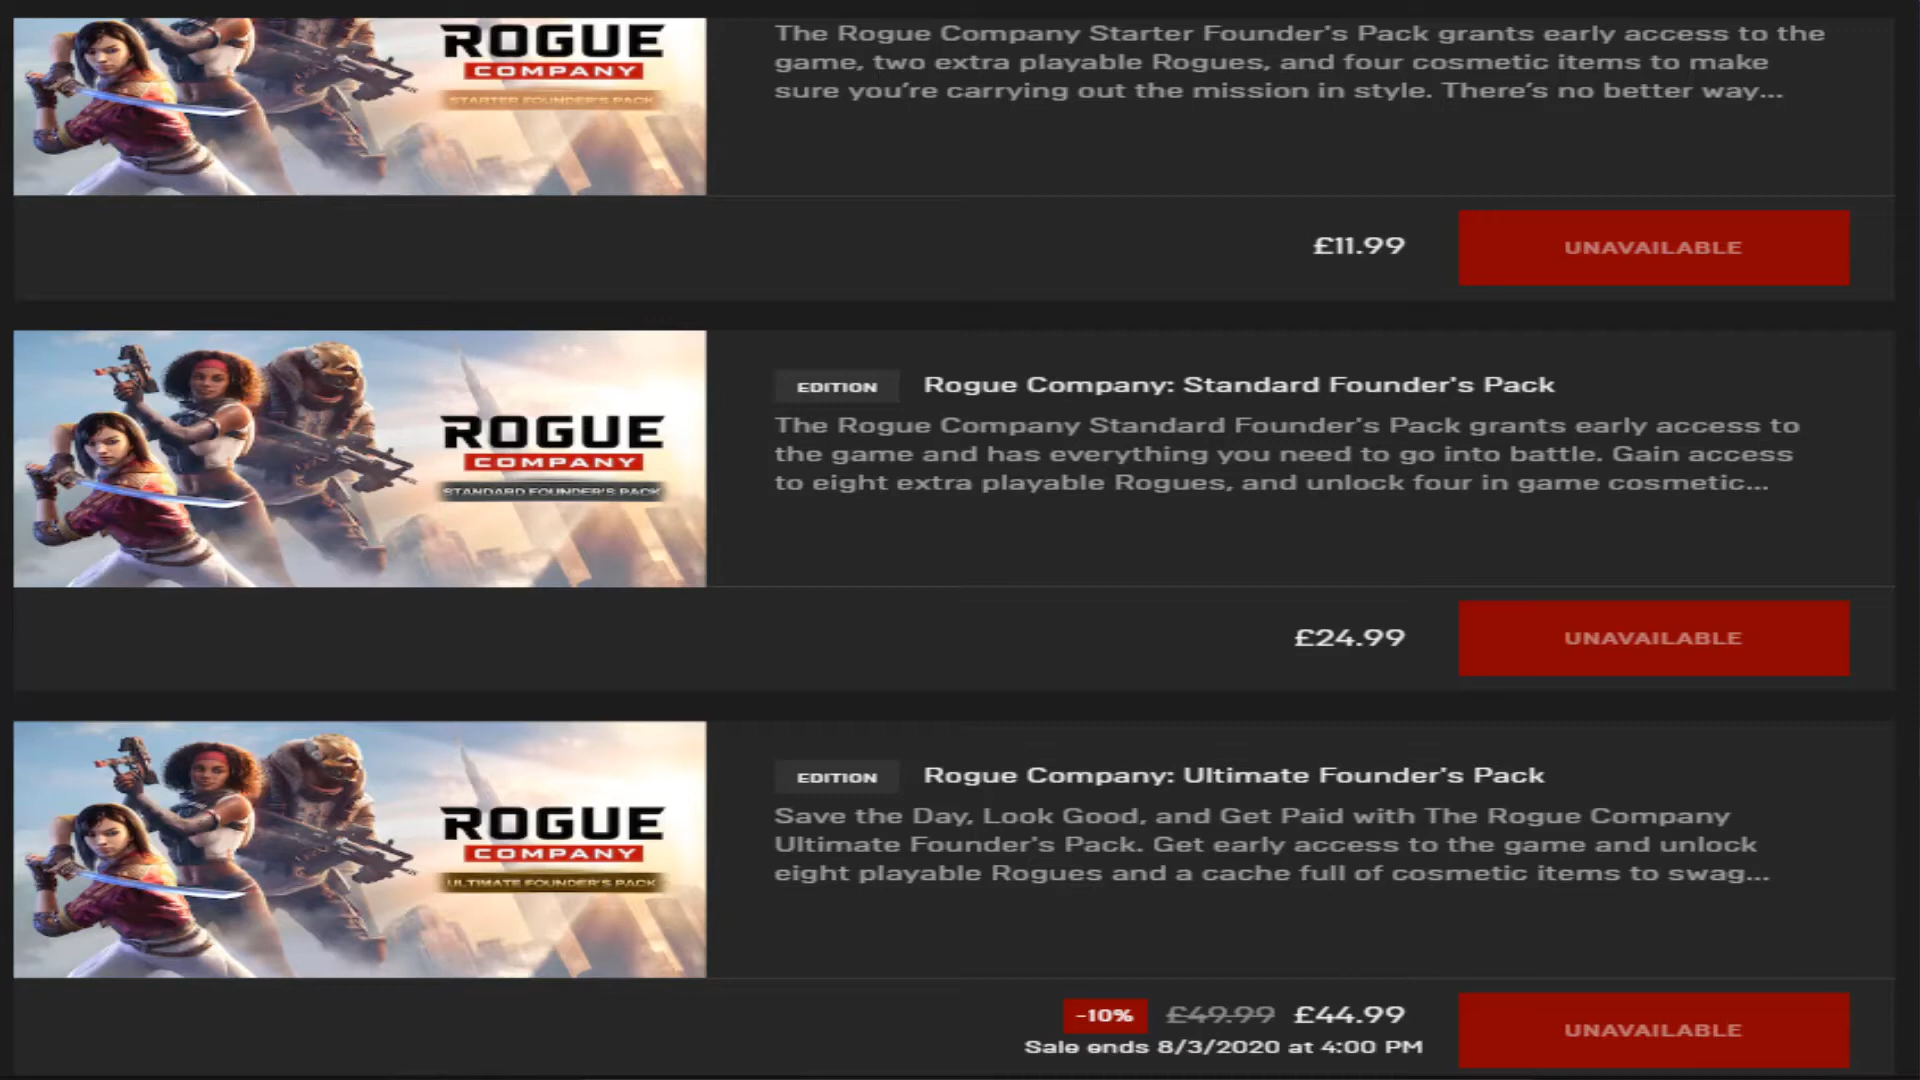 ROGUE
COMPANY
STARTER FOUNDER'S PACK
The Rogue Company Starter Founder's Pack grants early access to the
game, two extra playable Rogues, and four cosmetic items to make
sure you're carrying out the mission in style. There's no better way...
£11.99
UNAVAILABLE
ROGUE
COMPANY
STANDARD FOUNDER'S PACK
EDITION Rogue Company: Standard Founder's Pack
The Rogue Company Standard Founder's Pack grants early access to
the game and has everything you need to go into battle. Gain access
to eight extra playable Rogues, and unlock four in game cosmetic...
£24.99
UNAVAILABLE
ROGUE
COMPANY
ULTIMATE FOUNDER'S PACK
EDITION Rogue Company: Ultimate Founder's Pack
Save the Day, Look Good, and Get Paid with The Rogue Company
Ultimate Founder's Pack. Get early access to the game and unlock
eight playable Rogues and a cache full of cosmetic items to swag...
-10% £49.99 £44.99
Sale ends 8/3/2020 at 4:00 PM
UNAVAILABLE